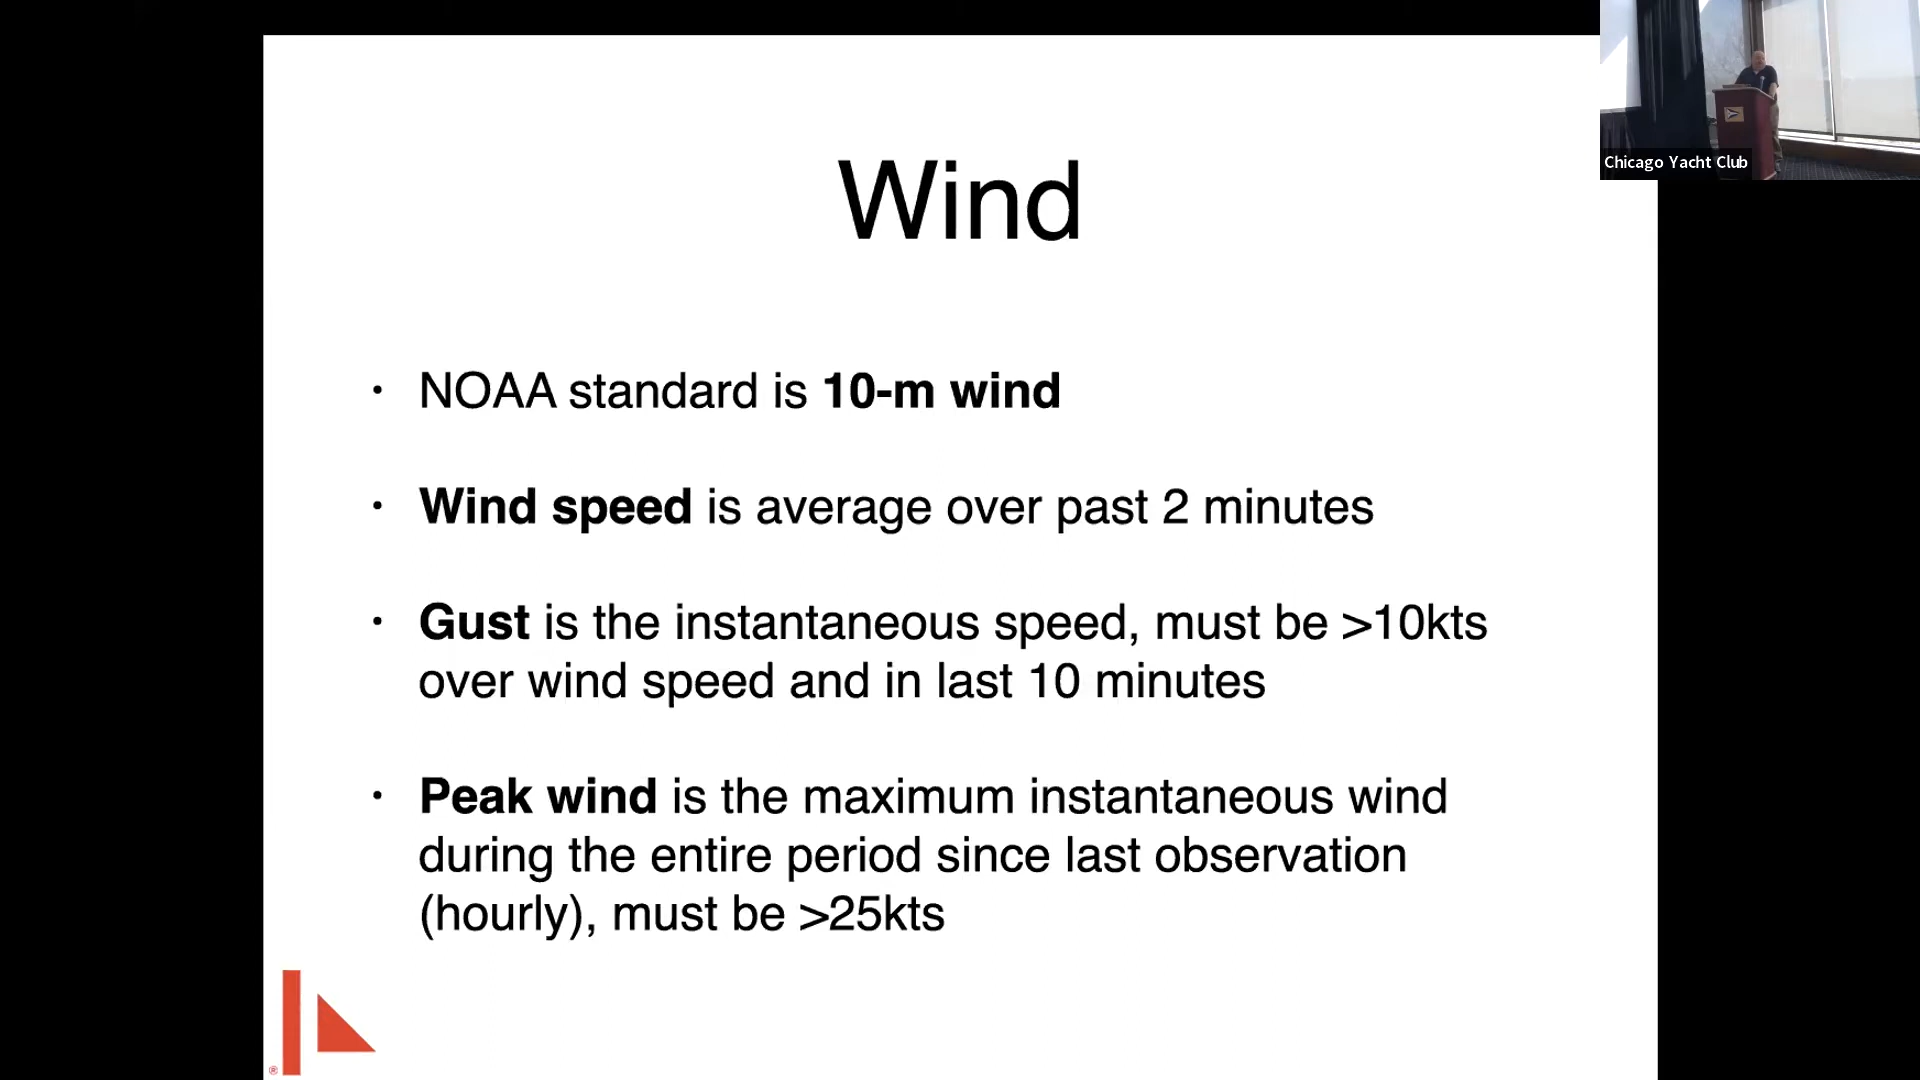 Chicago Yacht Club
Wind
• NOAA standard is 10-m wind
• Wind speed is average over past 2 minutes
• Gust is the instantaneous speed, must be >10kts
over wind speed and in last 10 minutes
• Peak wind is the maximum instantaneous wind
during the entire period since last observation
(hourly), must be >25kts
®